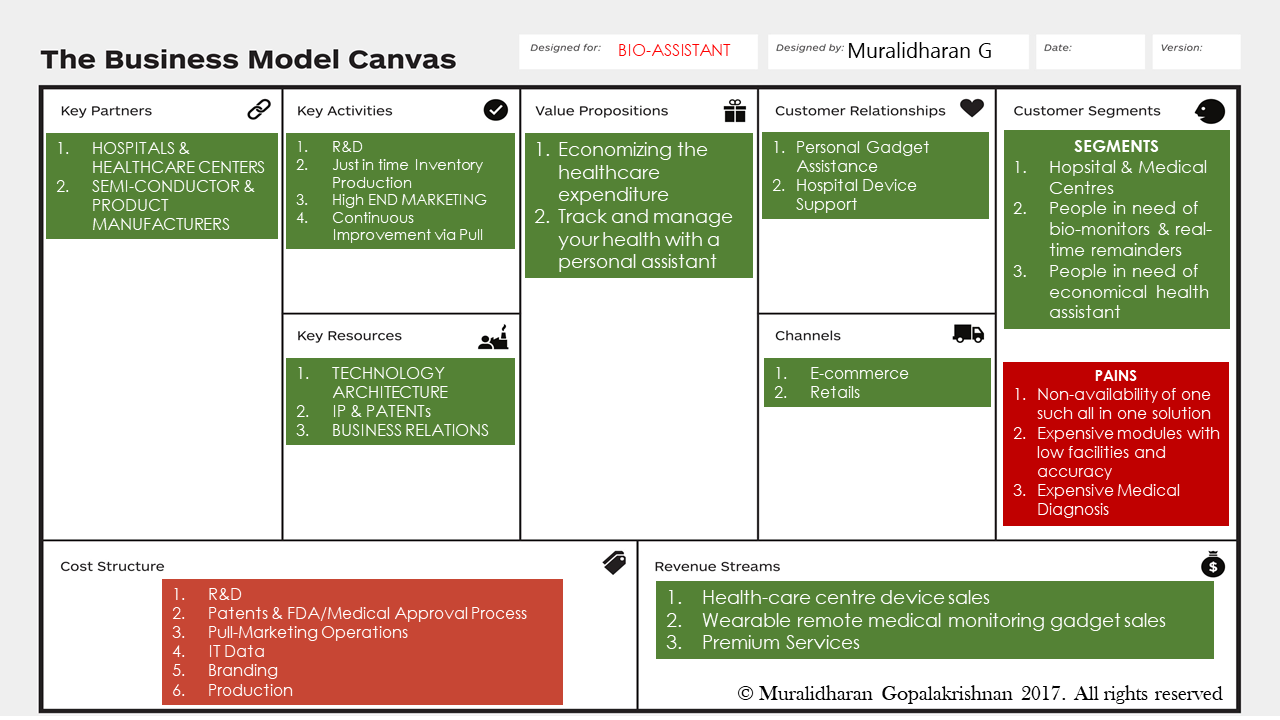 The Business Model Canvas
Designed for:
BIO-ASSISTANT
Designed by:
Muralidharan G
Date:
Version:
Key Partners
1. HOSPITALS &
HEALTHCARE CENTERS
2. SEMI-CONDUCTOR &
PRODUCT
MANUFACTURERS
Key Activities
1. R&D
2. Just in time Inventory
Production
3. High END MARKETING
4. Continuous
Improvement via Pull
Key Resources
1. TECHNOLOGY
ARCHITECTURE
2. IP & PATENTs
3. BUSINESS RELATIONS
Value Propositions
1. Economizing the
healthcare
expenditure
2. Track and manage
your health with a
personal assistant
Customer Relationships
1. Personal Gadget
Assistance
2. Hospital Device
Support
Channels
1. E-commerce
2. Retails
Customer Segments
SEGMENTS
1. Hopsital & Medical
Centres
2. People in need of
bio-monitors & real-
time remainders
3. People in need of
economical health
assistant
PAINS
1. Non-availability of one
such all in one solution
2. Expensive modules with
low facilities and
accuracy
3. Expensive Medical
Diagnosis
Cost Structure
1. R&D
2. Patents & FDA/Medical Approval Process
3. Pull-Marketing Operations
4. IT Data
5. Branding
6. Production
Revenue Streams
1. Health-care centre device sales
2. Wearable remote medical monitoring gadget sales
3. Premium Services
© Muralidharan Gopalakrishnan 2017. All rights reserved